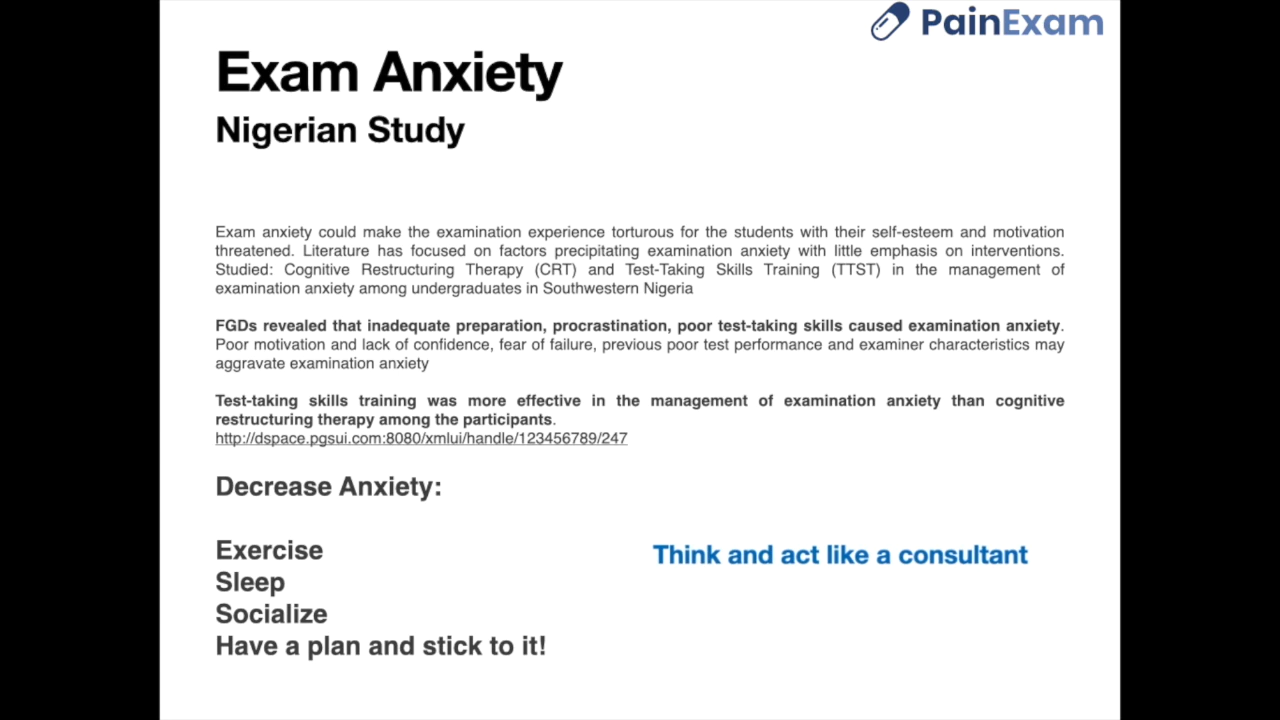 PainExam
Exam Anxiety
Nigerian Study
Exam anxiety could make the examination experience torturous for the students with their self-esteem and motivation
threatened. Literature has focused on factors precipitating examination anxiety with little emphasis on interventions.
Studied: Cognitive Restructuring Therapy (CRT) and Test-Taking Skills Training (TTST) in the management of
examination anxiety among undergraduates in Southwestern Nigeria
FGDs revealed that inadequate preparation, procrastination, poor test-taking skills caused examination anxiety.
Poor motivation and lack of confidence, fear of failure, previous poor test performance and examiner characteristics may
aggravate examination anxiety
Test-taking skills training was more effective in the management of examination anxiety than cognitive
restructuring therapy among the participants.
http://dspace.pgsui.com:8080/xmlui/handle/123456789/247
Decrease Anxiety:
Exercise
Sleep
Socialize
Have a plan and stick to it!
Think and act like a consultant